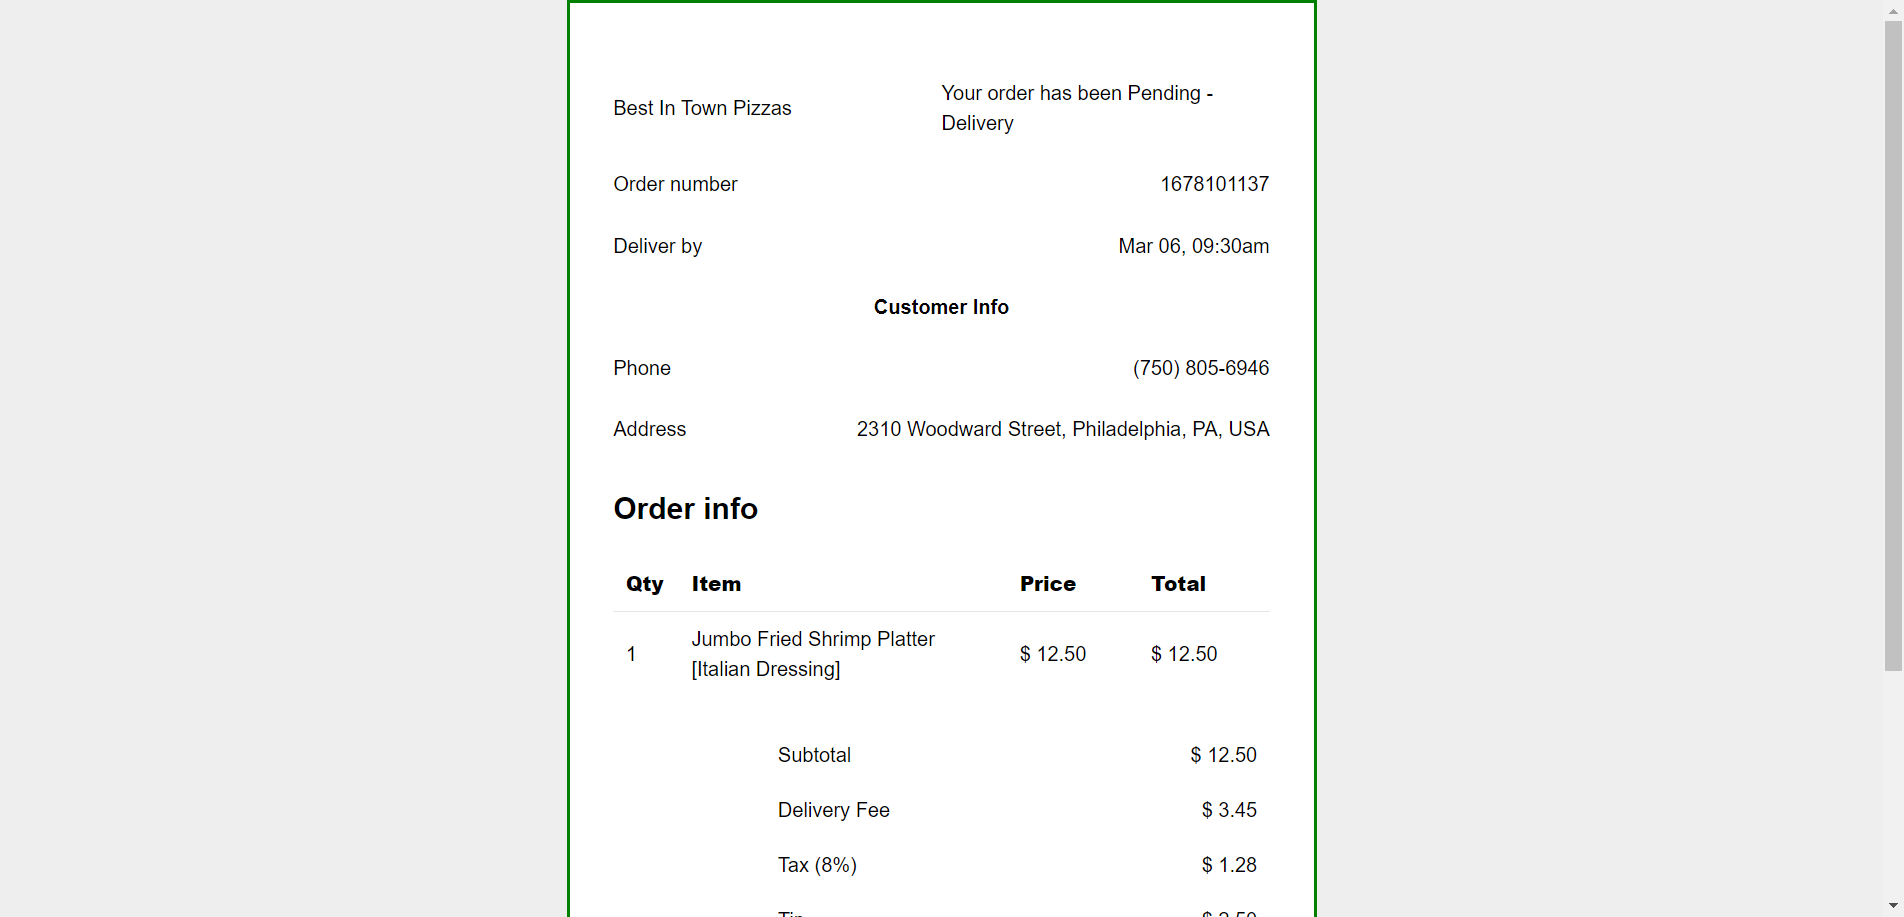 Best In Town Pizzas
Your order has been Pending -
Delivery
Order number 1678101137
Deliver by Mar 06, 09:30am
Customer Info
Phone (750) 805-6946
Address 2310 Woodward Street, Philadelphia, PA, USA
Order info
Qty Item Price Total
1 Jumbo Fried Shrimp Platter [Italian Dressing] $ 12.50 $ 12.50
Subtotal $ 12.50
Delivery Fee $ 3.45
Tax (8%) $ 1.28